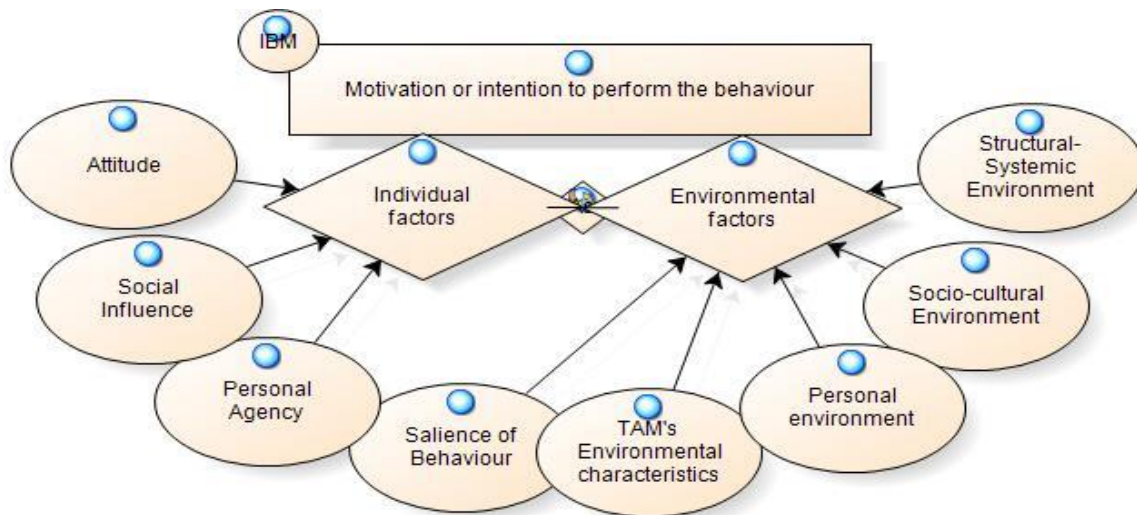 IBM
Motivation or intention to perform the behaviour
Attitude
Individual
factors
Environmental
factors
Structural-
Systemic
Environment
Social
Influence
Socio-cultural
Environment
Personal
Agency
Salience of
Behaviour
TAM's
Environmental
characteristics
Personal
environment